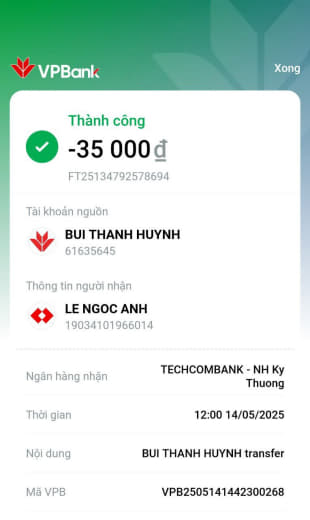 VPBank
Xong
Thành công
-35 000₫
FT25134792578694
Tài khoản nguồn
BUI THANH HUYNH
61635645
Thông tin người nhận
LE NGOC ANH
19034101966014
Ngân hàng nhận
TECHCOMBANK - NH Ky
Thuong
Thời gian
12:00 14/05/2025
Nội dung
BUI THANH HUYNH transfer
Mã VPB
VPB2505141442300268